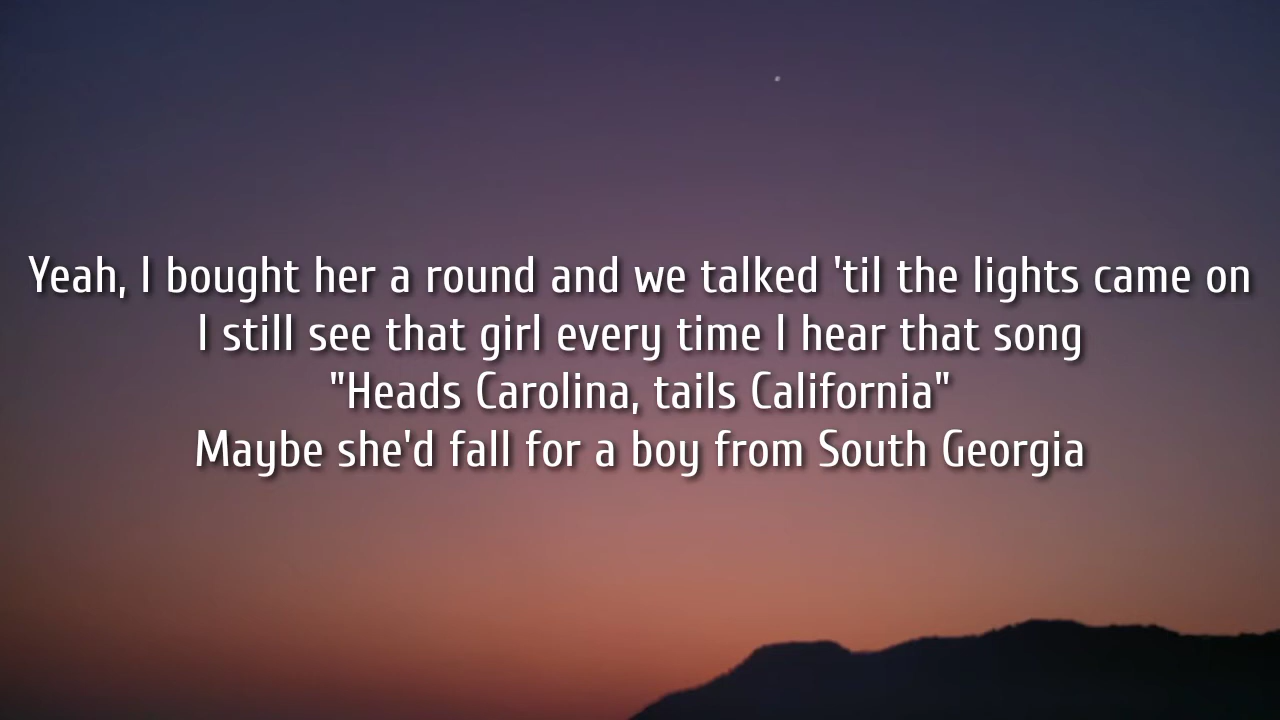 Yeah, I bought her a round and we talked 'til the lights came on
I still see that girl every time I hear that song
"Heads Carolina, tails California"
Maybe she'd fall for a boy from South Georgia